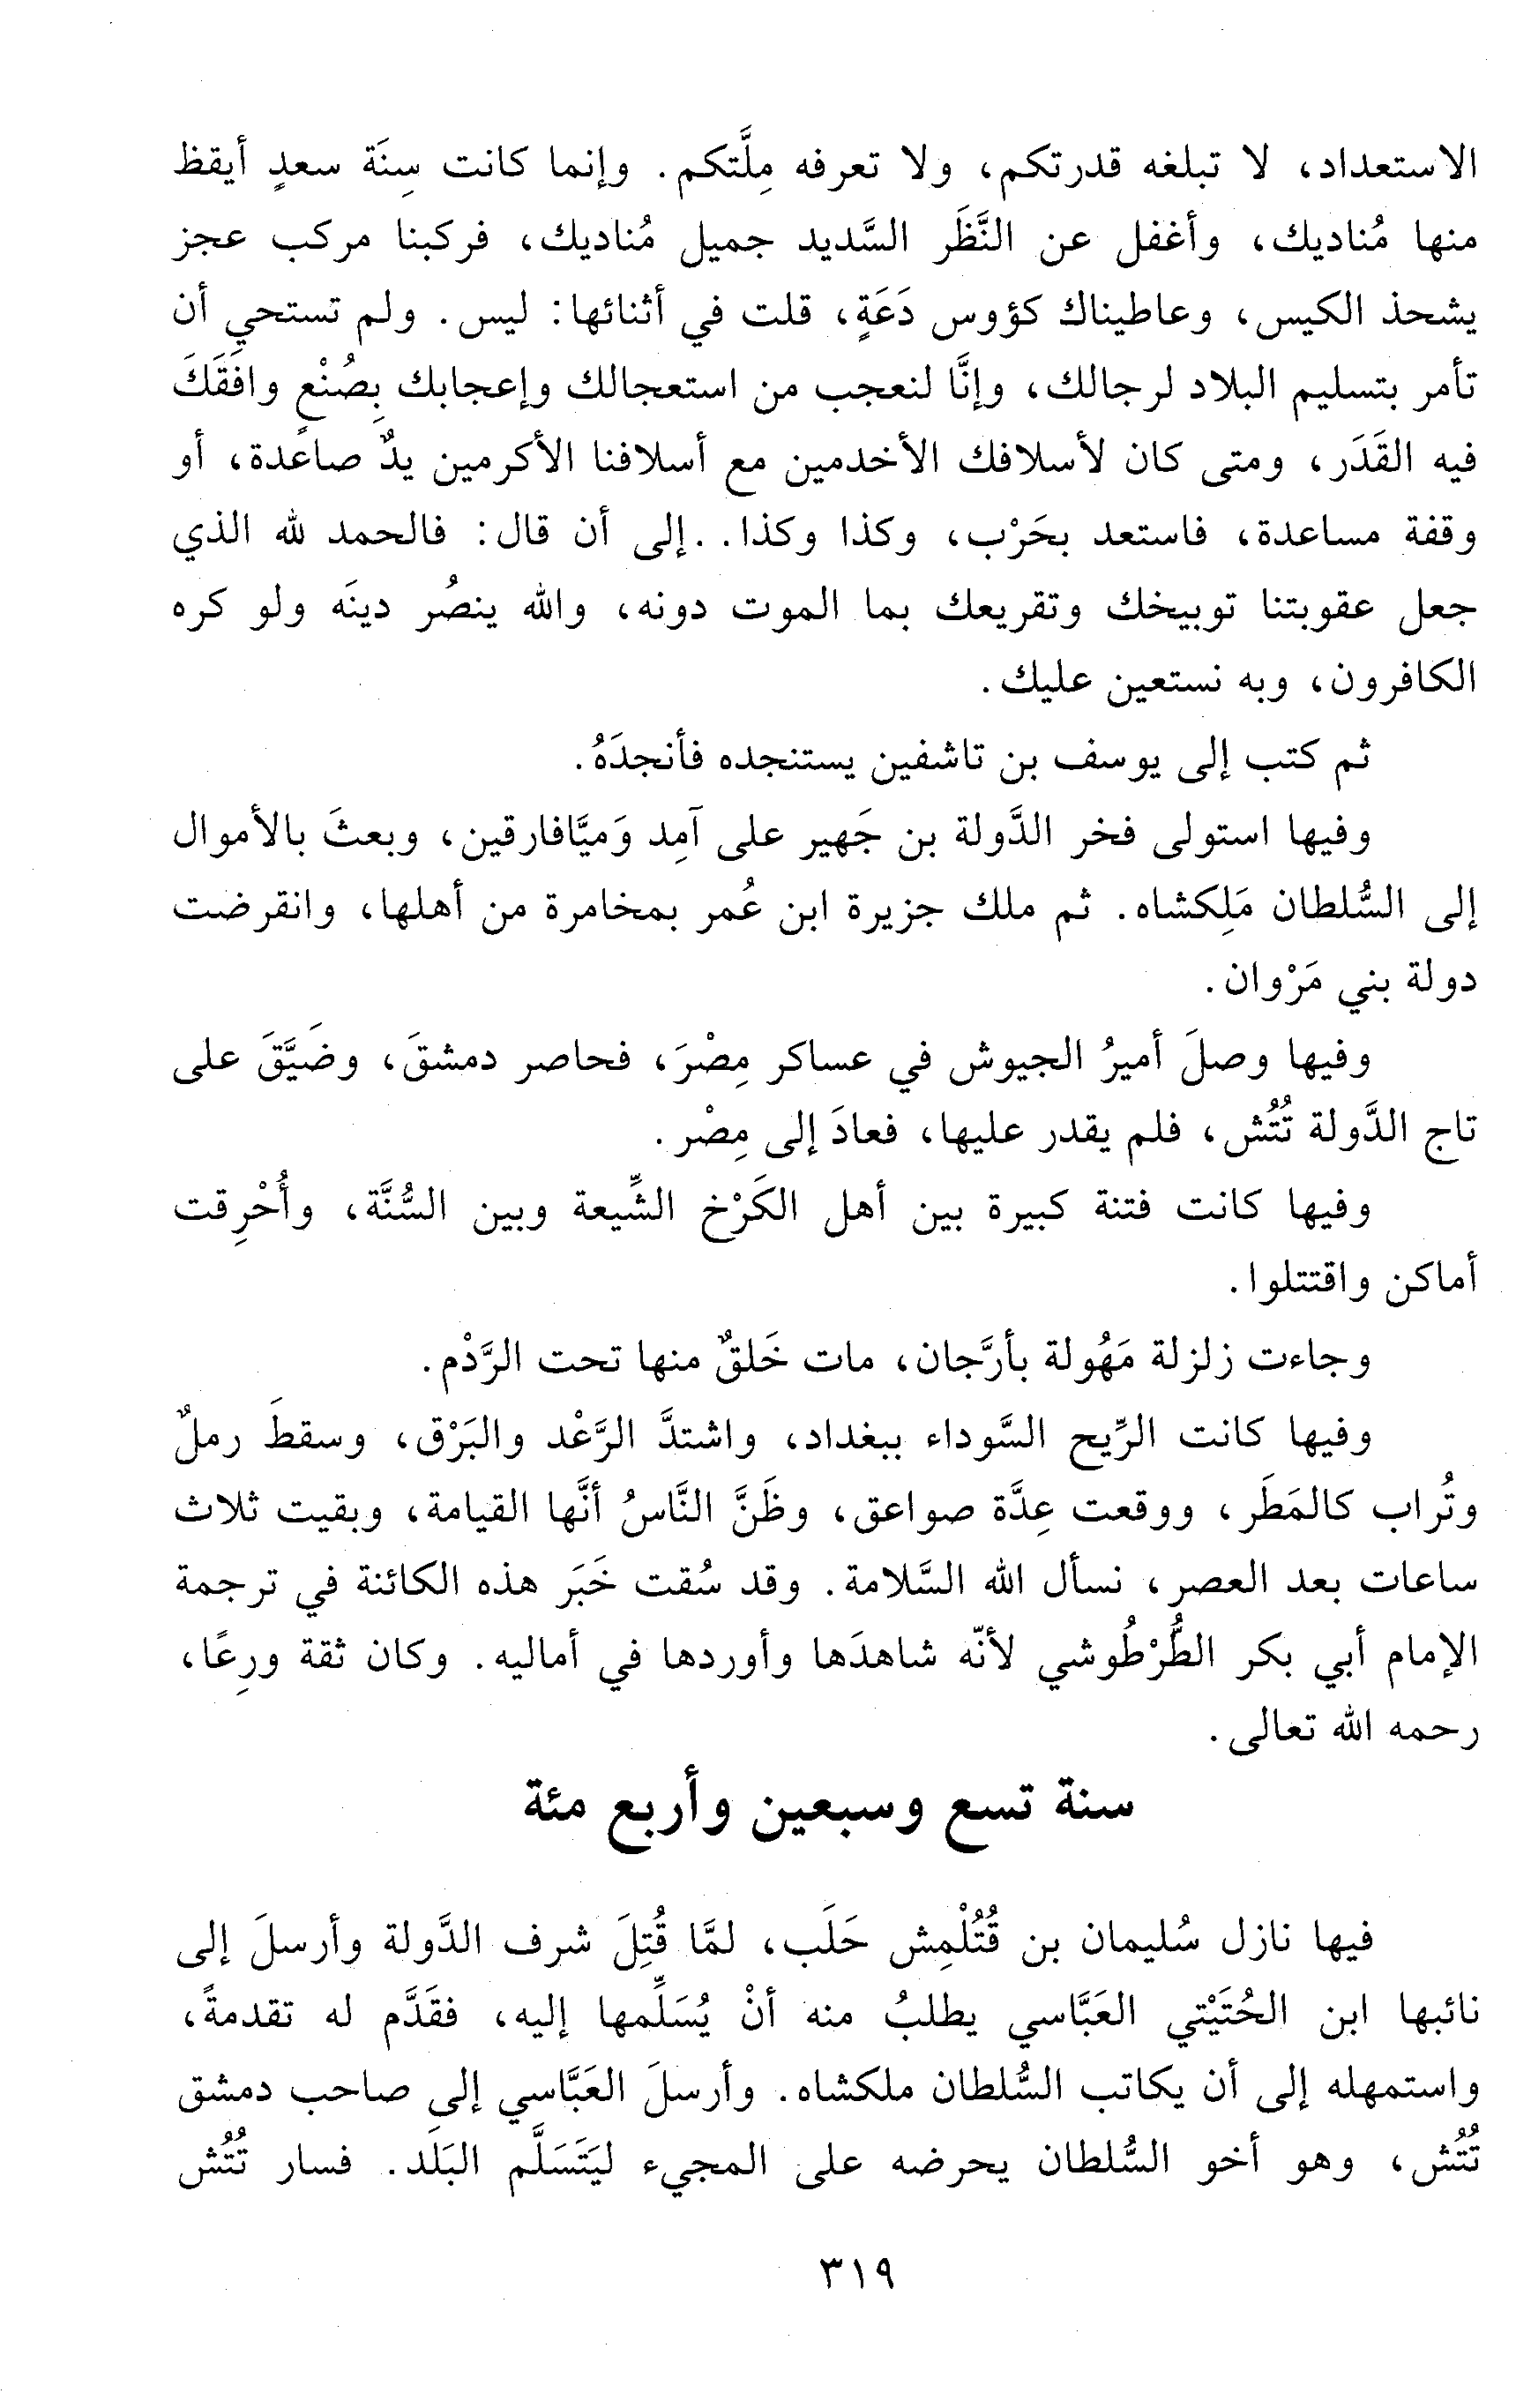 الاستعداد، لا تبلغه قدرتكم، ولا تعرفه مِلَّتكم. وإنما كانت سِنَة سعدٍ أيقظ
منها مُناديك، وأغفل عن النَّظَر السَّديد جميل مُناديك، فركبنا مركب عجز
يشحذ الكيس، وعاطيناك كؤوس دَعَةٍ، قلت في أثنائها: ليس. ولم تستحي أن
تأمر بتسليم البلاد لرجالك، وإنَّا لنعجب من استعجالك وإعجابك بِصُنْعٍ وافَقَكَ
فيه القَدَر، ومتى كان لأسلافك الأخدمين مع أسلافنا الأكرمين يدٌ صاعدة، أو
وقفة مساعدة، فاستعد بحَرْب، وكذا وكذا. .إلى أن قال: فالحمد لله الذي
جعل عقوبتنا توبيخك وتقريعك بما الموت دونه، والله ينصُر دينَه ولو كره
الكافرون، وبه نستعين عليك.
ثم كتب إلى يوسف بن تاشفين يستنجده فأنجدَهُ.
وفيها استولى فخر الدَّولة بن جَهير على آمِد وَميَّافارقين، وبعثَ بالأموال
إلى السُّلطان مَلِكشاه. ثم ملك جزيرة ابن عُمر بمخامرة من أهلها، وانقرضت
دولة بني مَرْوان.
وفيها وصلَ أميرُ الجيوش في عساكر مِصْرَ، فحاصر دمشقَ، وضَيَّقَ على
تاج الدَّولة تُتُش، فلم يقدر عليها، فعادَ إلى مِصْر.
وفيها كانت فتنة كبيرة بين أهل الكَرْخ الشِّيعة وبين السُّنَّة، وأُحْرِقت
أماكن واقتتلوا.
وجاءت زلزلة مَهُولة بأرَّجان، مات خَلقٌ منها تحت الرَّدْم.
وفيها كانت الرِّيح السَّوداء ببغداد، واشتدَّ الرَّعْد والبَرْق، وسقطَ رملٌ
وتُراب كالمَطَر، ووقعت عِدَّة صواعق، وظَنَّ النَّاسُ أنَّها القيامة، وبقيت ثلاث
ساعات بعد العصر، نسأل الله السَّلامة. وقد سُقت خَبَر هذه الكائنة في ترجمة
الإمام أبي بكر الطُّرْطُوشي لأنّه شاهدَها وأوردها في أماليه. وكان ثقة ورِعًا،
رحمه الله تعالى.
سنة تسع وسبعين وأربع مئة
فيها نازل سُليمان بن قُتُلْمِش حَلَب، لمَّا قُتِلَ شرف الدَّولة وأرسلَ إلى
نائبها ابن الحُتَيْتي العَبَّاسي يطلبُ منه أنْ يُسَلِّمها إليه، فقَدَّم له تقدمةً،
واستمهله إلى أن يكاتب السُّلطان ملكشاه. وأرسلَ العَبَّاسي إلى صاحب دمشق
تُتُش، وهو أخو السُّلطان يحرضه على المجيء ليَتَسَلَّم البَلَد. فسار تُتُش
٣١٩